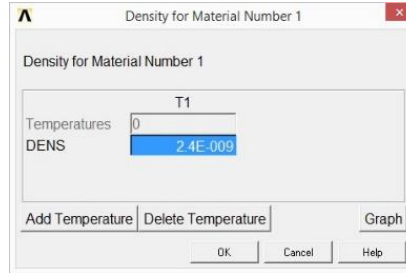 Density for Material Number 1
Density for Material Number 1
T1
Temperatures 0
DENS 2.4E-009
Add Temperature Delete Temperature Graph
OK Cancel Help